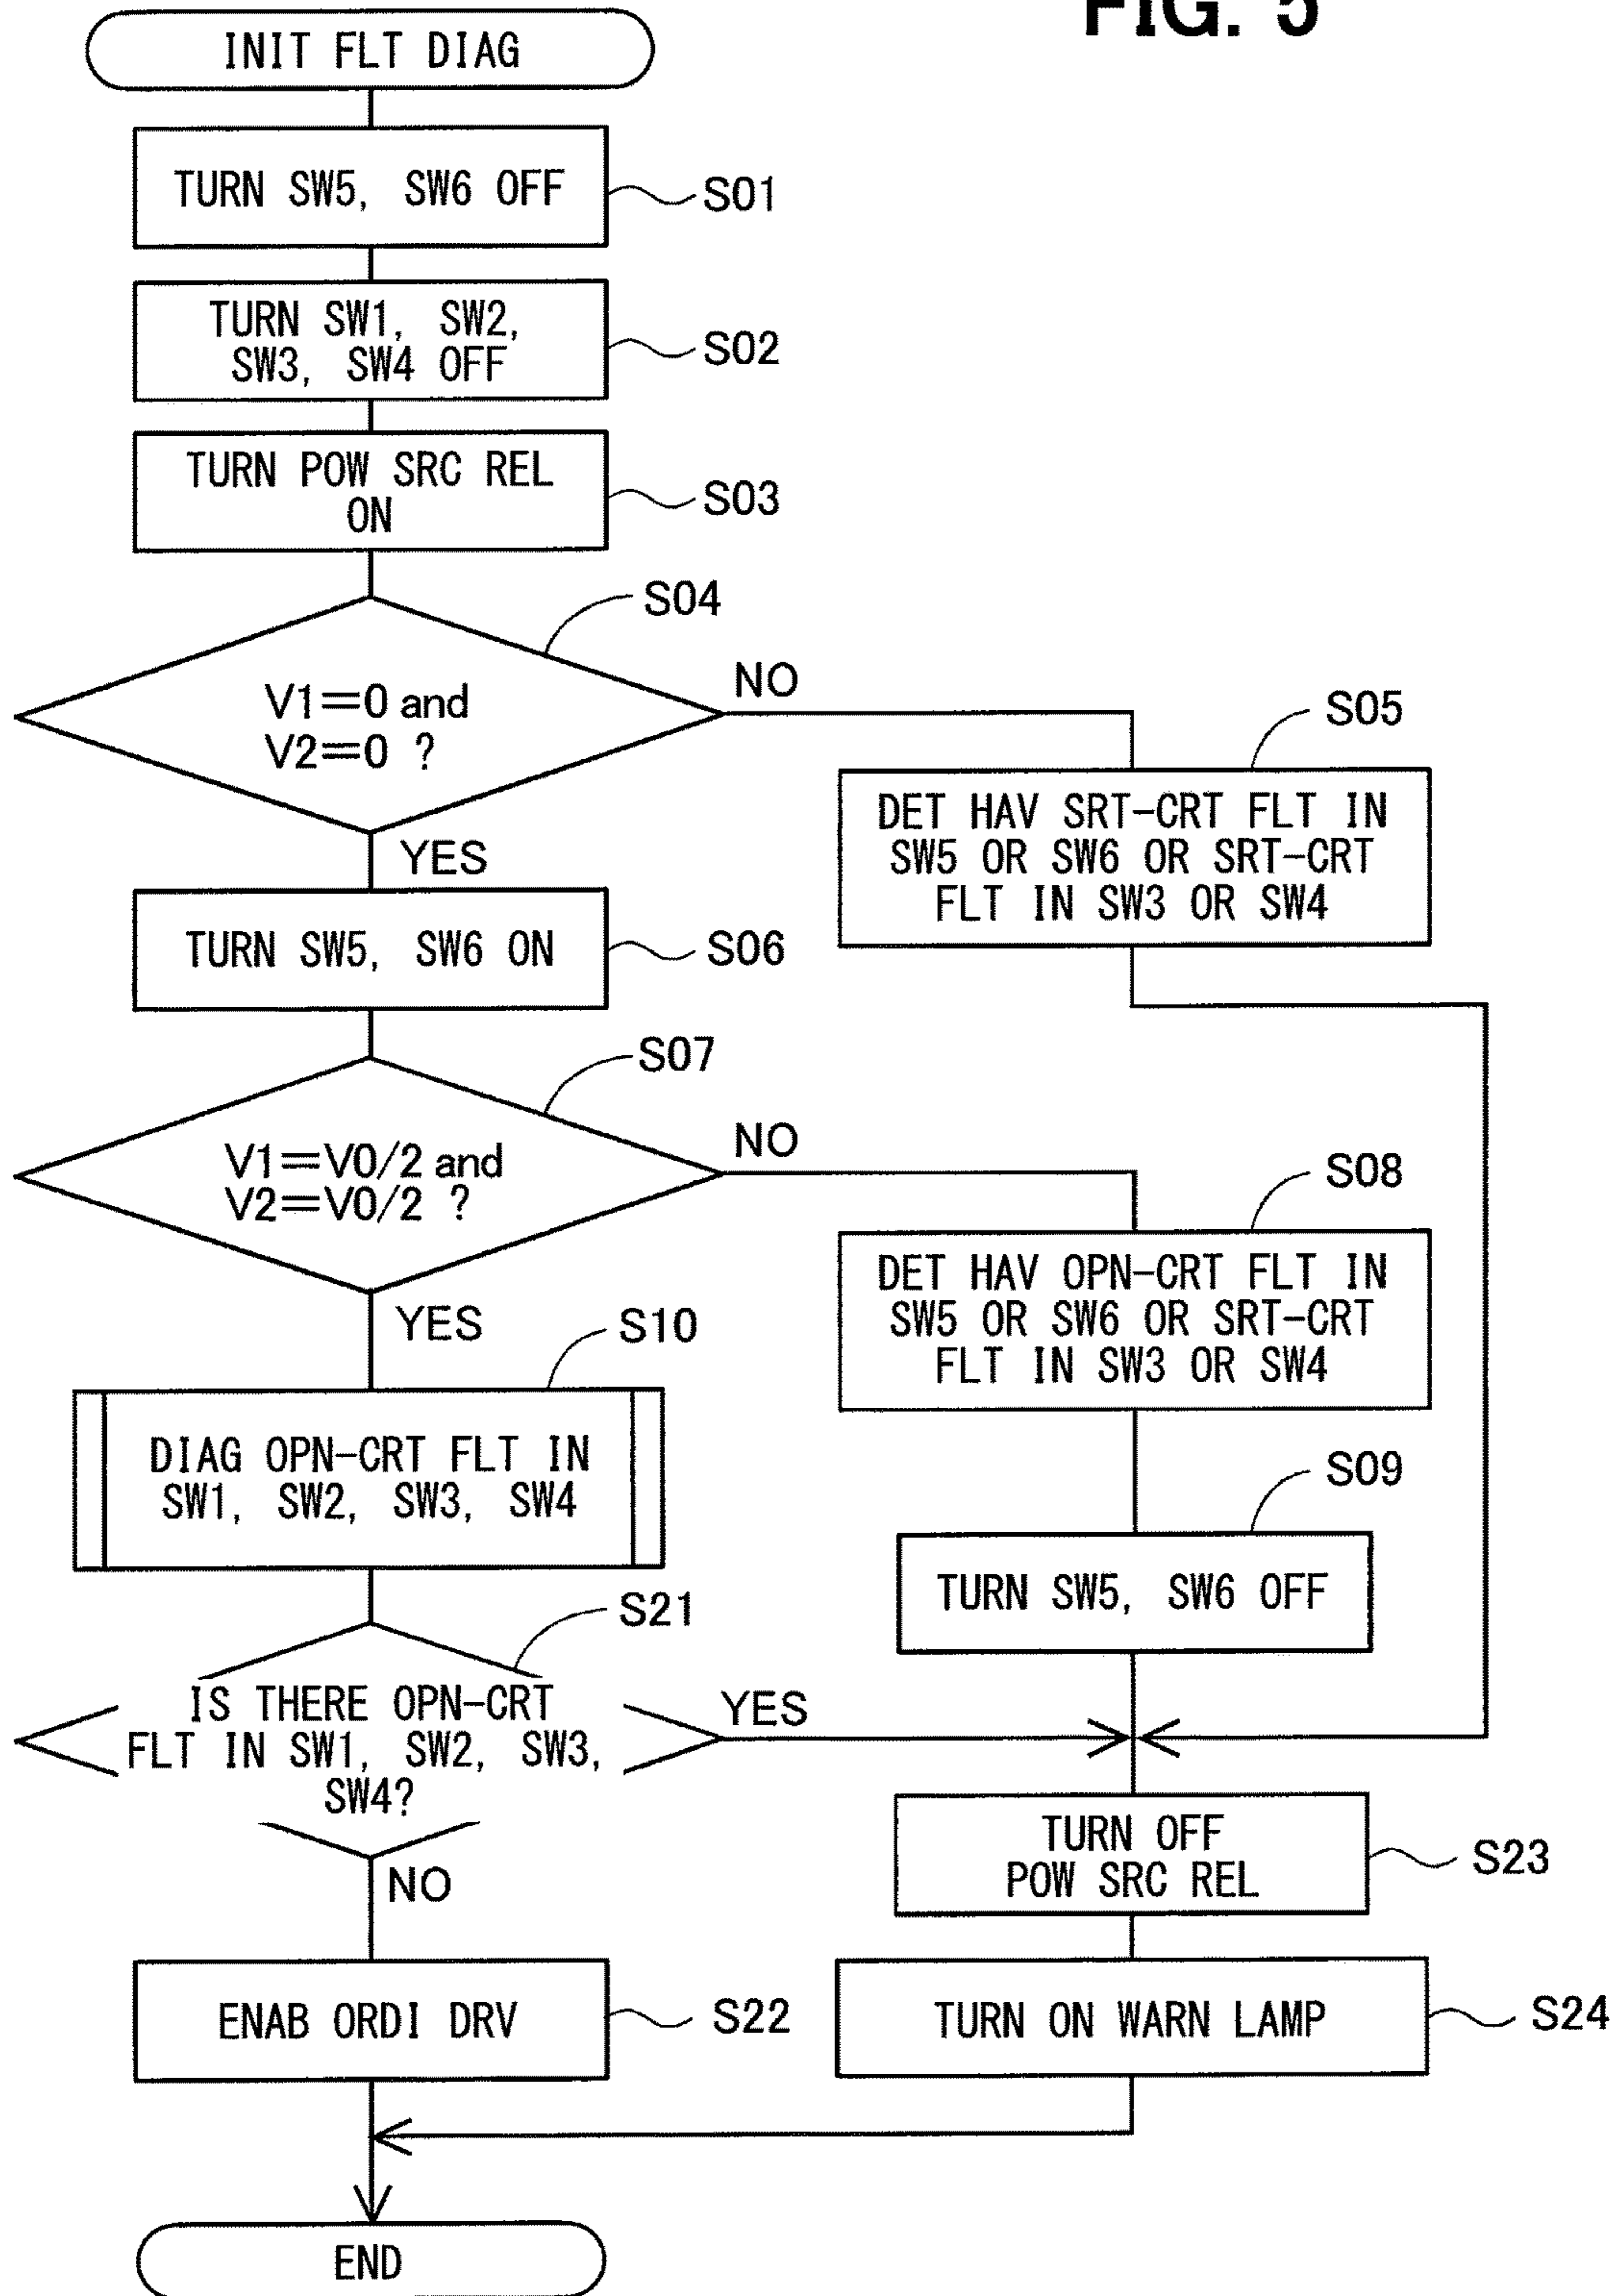 FIG. 5
INIT FLT DIAG
TURN SW5, SW6 OFF
S01
TURN SW1, SW2,
SW3, SW4 OFF
S02
TURN POW SRC REL
ON
S03
S04
V1=0 and
V2=0 ?
NO
YES
S05
DET HAV SRT-CRT FLT IN
SW5 OR SW6 OR SRT-CRT
FLT IN SW3 OR SW4
TURN SW5, SW6 ON
S06
S07
V1=V0/2 and
V2=V0/2 ?
NO
YES
S08
DET HAV OPN-CRT FLT IN
SW5 OR SW6 OR SRT-CRT
FLT IN SW3 OR SW4
S10
DIAG OPN-CRT FLT IN
SW1, SW2, SW3, SW4
S09
TURN SW5, SW6 OFF
S21
IS THERE OPN-CRT
FLT IN SW1, SW2, SW3,
SW4?
YES
NO
TURN OFF
POW SRC REL
S23
ENAB ORDI DRV
S22
TURN ON WARN LAMP
S24
END